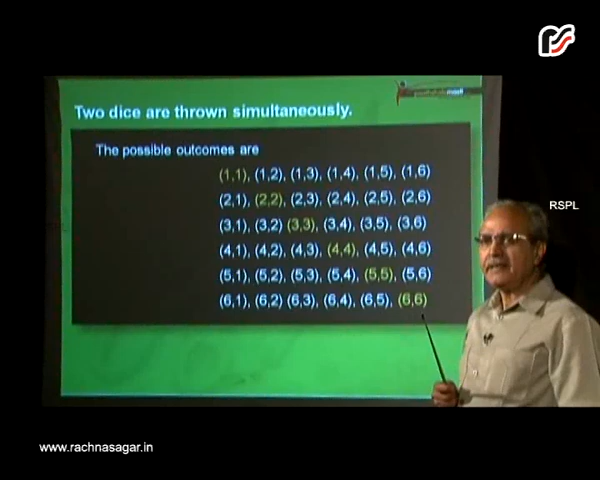 Two dice are thrown simultaneously.
The possible outcomes are
(1,1), (1,2), (1,3), (1,4), (1,5), (1,6)
(2,1), (2,2), (2,3), (2,4), (2,5), (2,6)
(3,1), (3,2) (3,3), (3,4), (3,5), (3,6)
(4,1), (4,2), (4,3), (4,4), (4,5), (4,6)
(5,1), (5,2), (5,3), (5,4), (5,5), (5,6)
(6,1), (6,2) (6,3), (6,4), (6,5), (6,6)
RSPL
www.rachnasagar.in